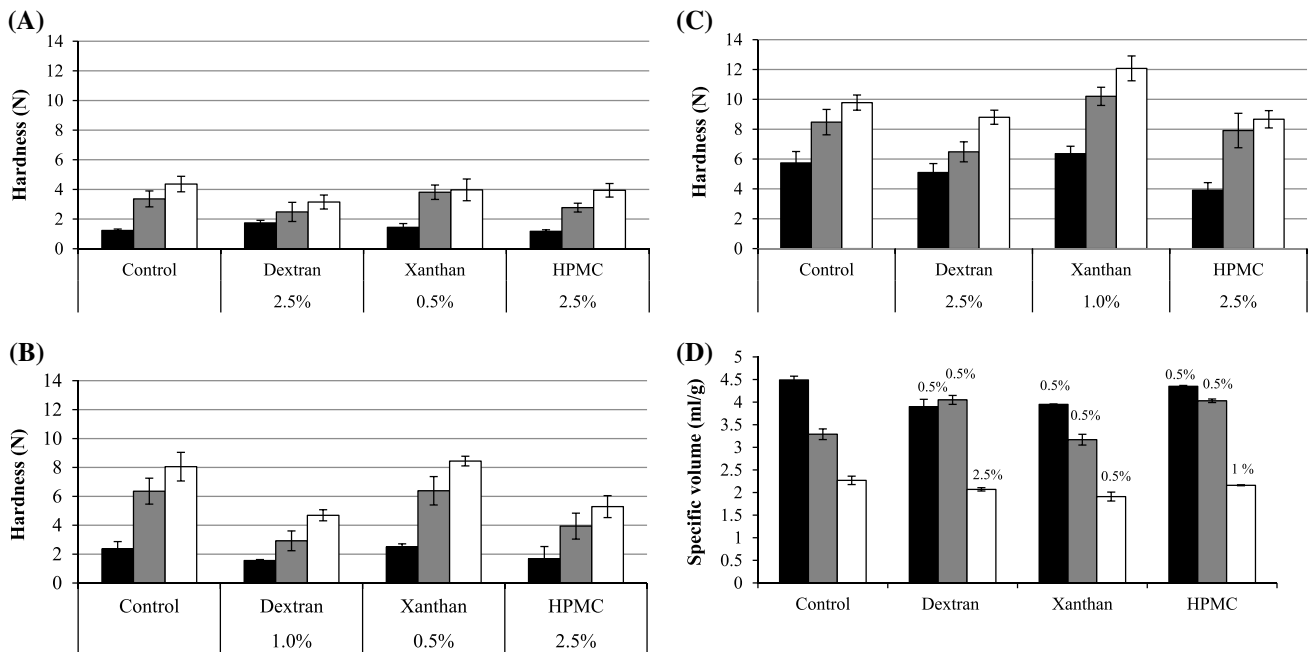 (A)
Hardness (N)
14
12
10
8
6
4
2
0
Control Dextran Xanthan HPMC
2.5% 0.5% 2.5%
(B)
Hardness (N)
14
12
10
8
6
4
2
0
Control Dextran Xanthan HPMC
1.0% 0.5% 2.5%
(C)
Hardness (N)
14
12
10
8
6
4
2
0
Control Dextran Xanthan HPMC
2.5% 1.0% 2.5%
(D)
Specific volume (ml/g)
5
4.5
4
3.5
3
2.5
2
1.5
1
0.5
0
0.5% 0.5% 2.5%
0.5% 0.5% 0.5%
0.5% 0.5% 1 %
Control Dextran Xanthan HPMC